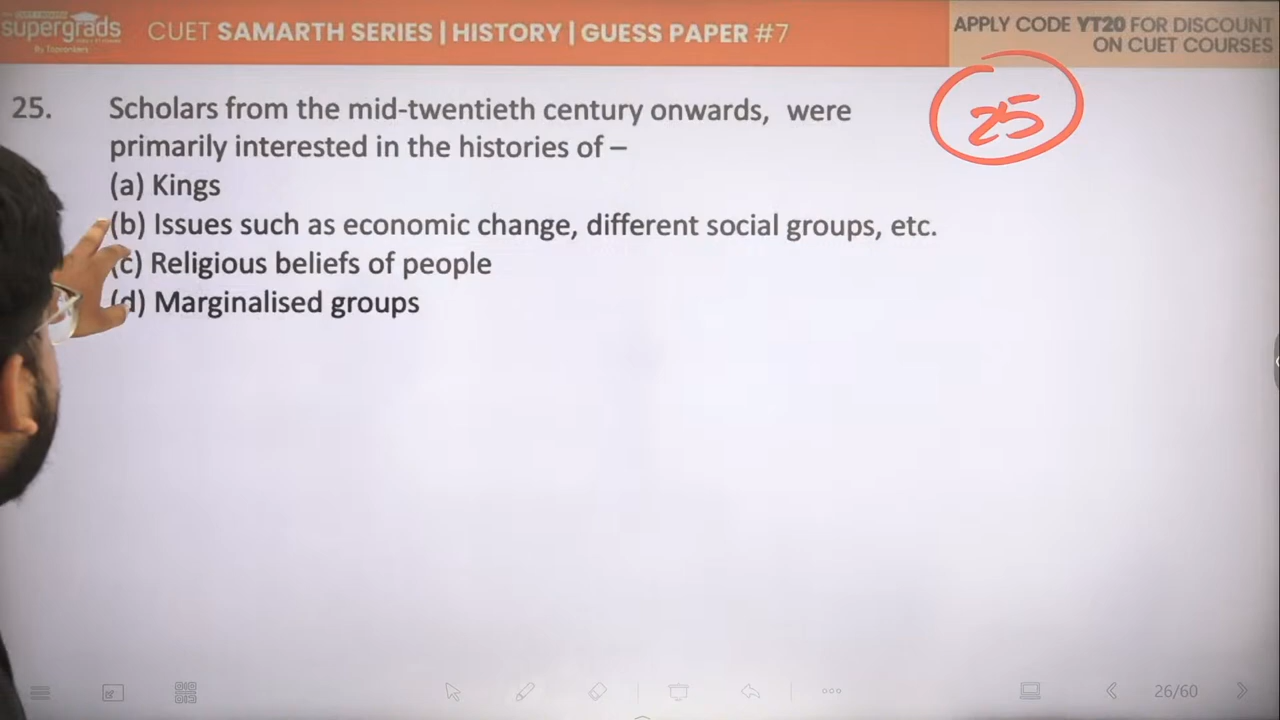 supergrads
By Toprankers
CUET SAMARTH SERIES | HISTORY | GUESS PAPER #7
APPLY CODE YT20 FOR DISCOUNT
ON CUET COURSES
25
25. Scholars from the mid-twentieth century onwards, were
primarily interested in the histories of –
(a) Kings
(b) Issues such as economic change, different social groups, etc.
(c) Religious beliefs of people
(d) Marginalised groups
26/60